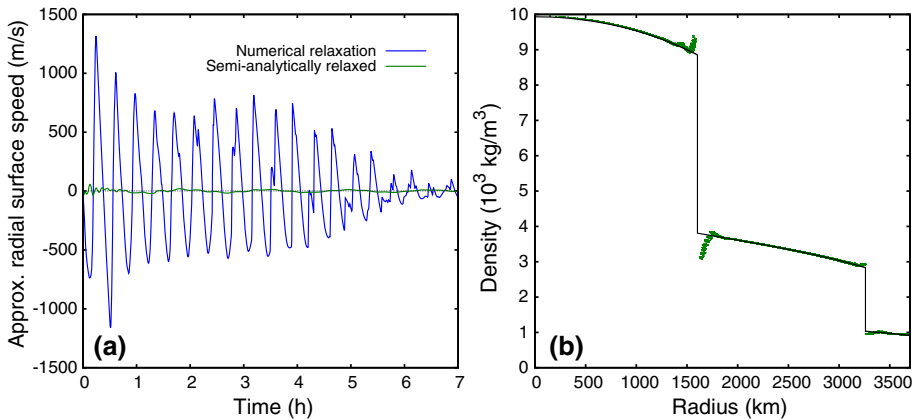 Approx. radial surface speed (m/s)
1500
1000
500
0
-500
-1000
-1500
Numerical relaxation
Semi-analytically relaxed
(a)
0 1 2 3 4 5 6 7
Time (h)
Density (10³ kg/m³)
10
9
8
7
6
5
4
3
2
1
0
(b)
0 500 1000 1500 2000 2500 3000 3500
Radius (km)